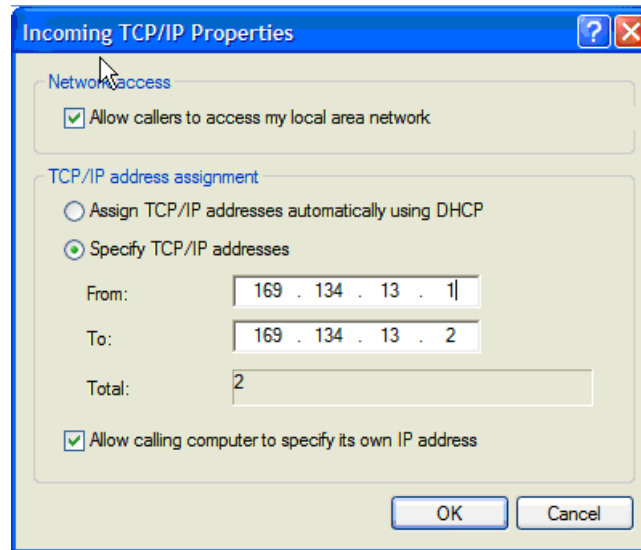 Incoming TCP/IP Properties
Network access
Allow callers to access my local area network
TCP/IP address assignment
Assign TCP/IP addresses automatically using DHCP
Specify TCP/IP addresses
From: 169 . 134 . 13 . 1
To: 169 . 134 . 13 . 2
Total: 2
Allow calling computer to specify its own IP address
OK Cancel